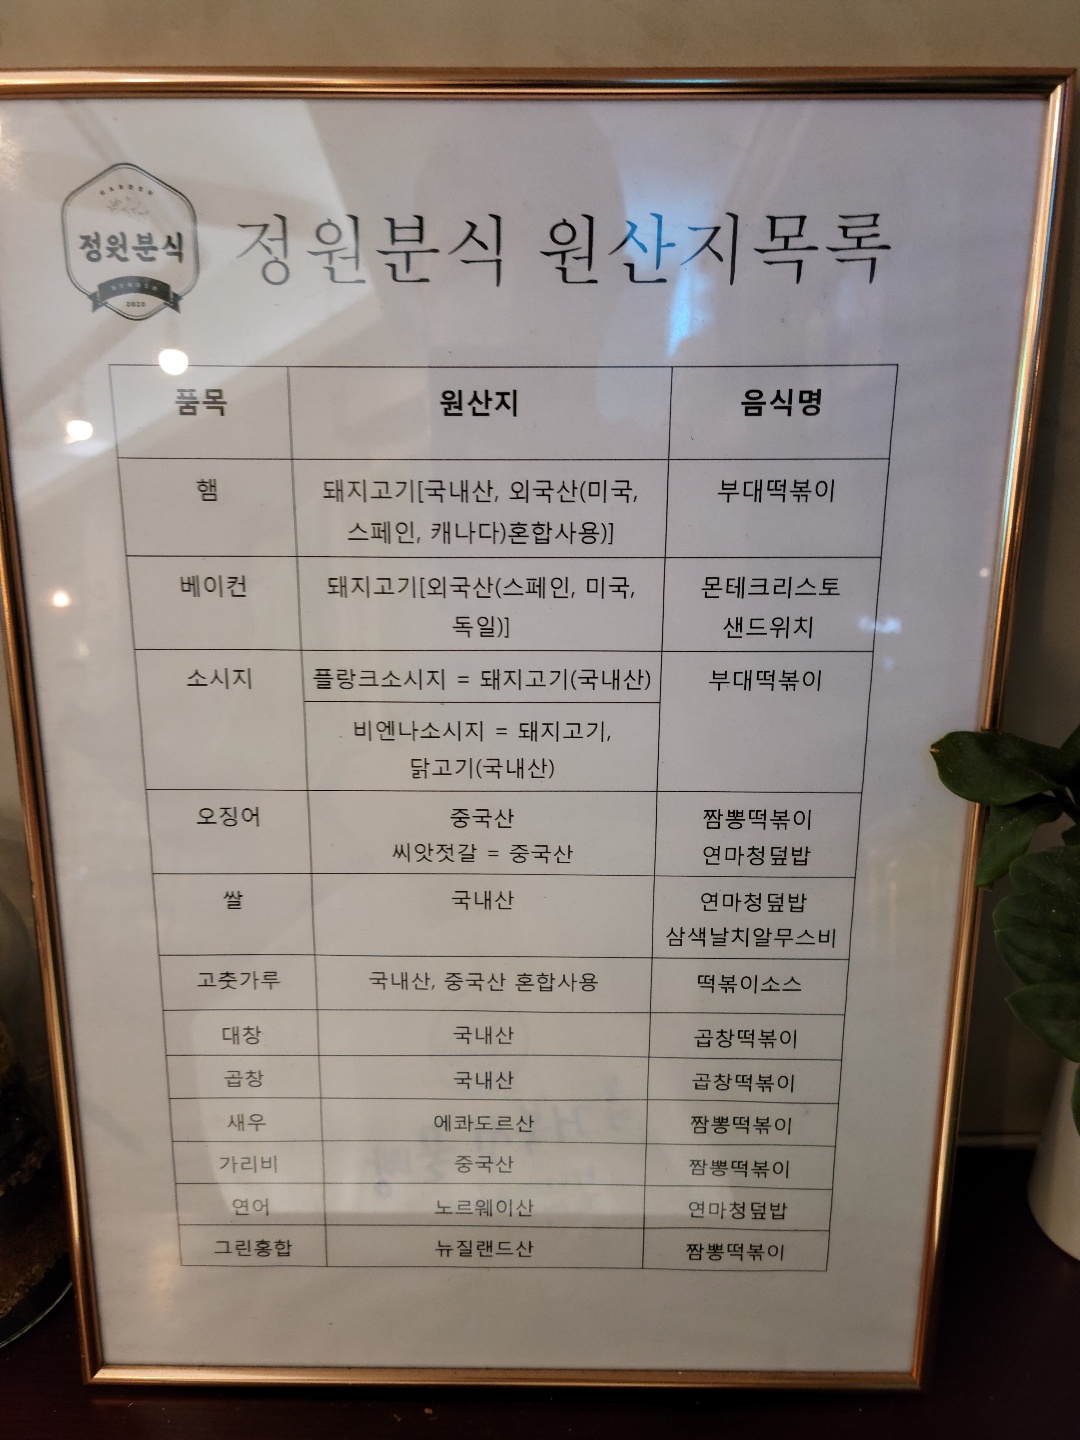 GARDEN
정원분식
2020
정원분식 원산지목록
품목 원산지 음식명
햄 돼지고기[국내산, 외국산(미국, 부대떡볶이
스페인, 캐나다)혼합사용)]
베이컨 돼지고기[외국산(스페인, 미국, 몬테크리스토
독일)] 샌드위치
소시지 플랑크소시지 = 돼지고기(국내산) 부대떡볶이
비엔나소시지 = 돼지고기,
닭고기(국내산)
오징어 중국산 짬뽕떡볶이
씨앗젓갈 = 중국산 연마청덮밥
쌀 국내산 연마청덮밥
삼색날치알무스비
고춧가루 국내산, 중국산 혼합사용 떡볶이소스
대창 국내산 곱창떡볶이
곱창 국내산 곱창떡볶이
새우 에콰도르산 짬뽕떡볶이
가리비 중국산 짬뽕떡볶이
연어 노르웨이산 연마청덮밥
그린홍합 뉴질랜드산 짬뽕떡볶이